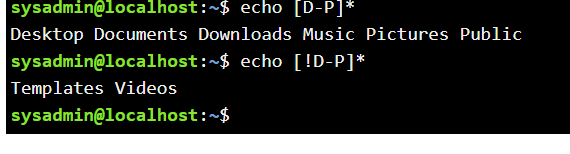 sysadmin@localhost:~$ echo [D-P]*
Desktop Documents Downloads Music Pictures Public
sysadmin@localhost:~$ echo [!D-P]*
Templates Videos
sysadmin@localhost:~$